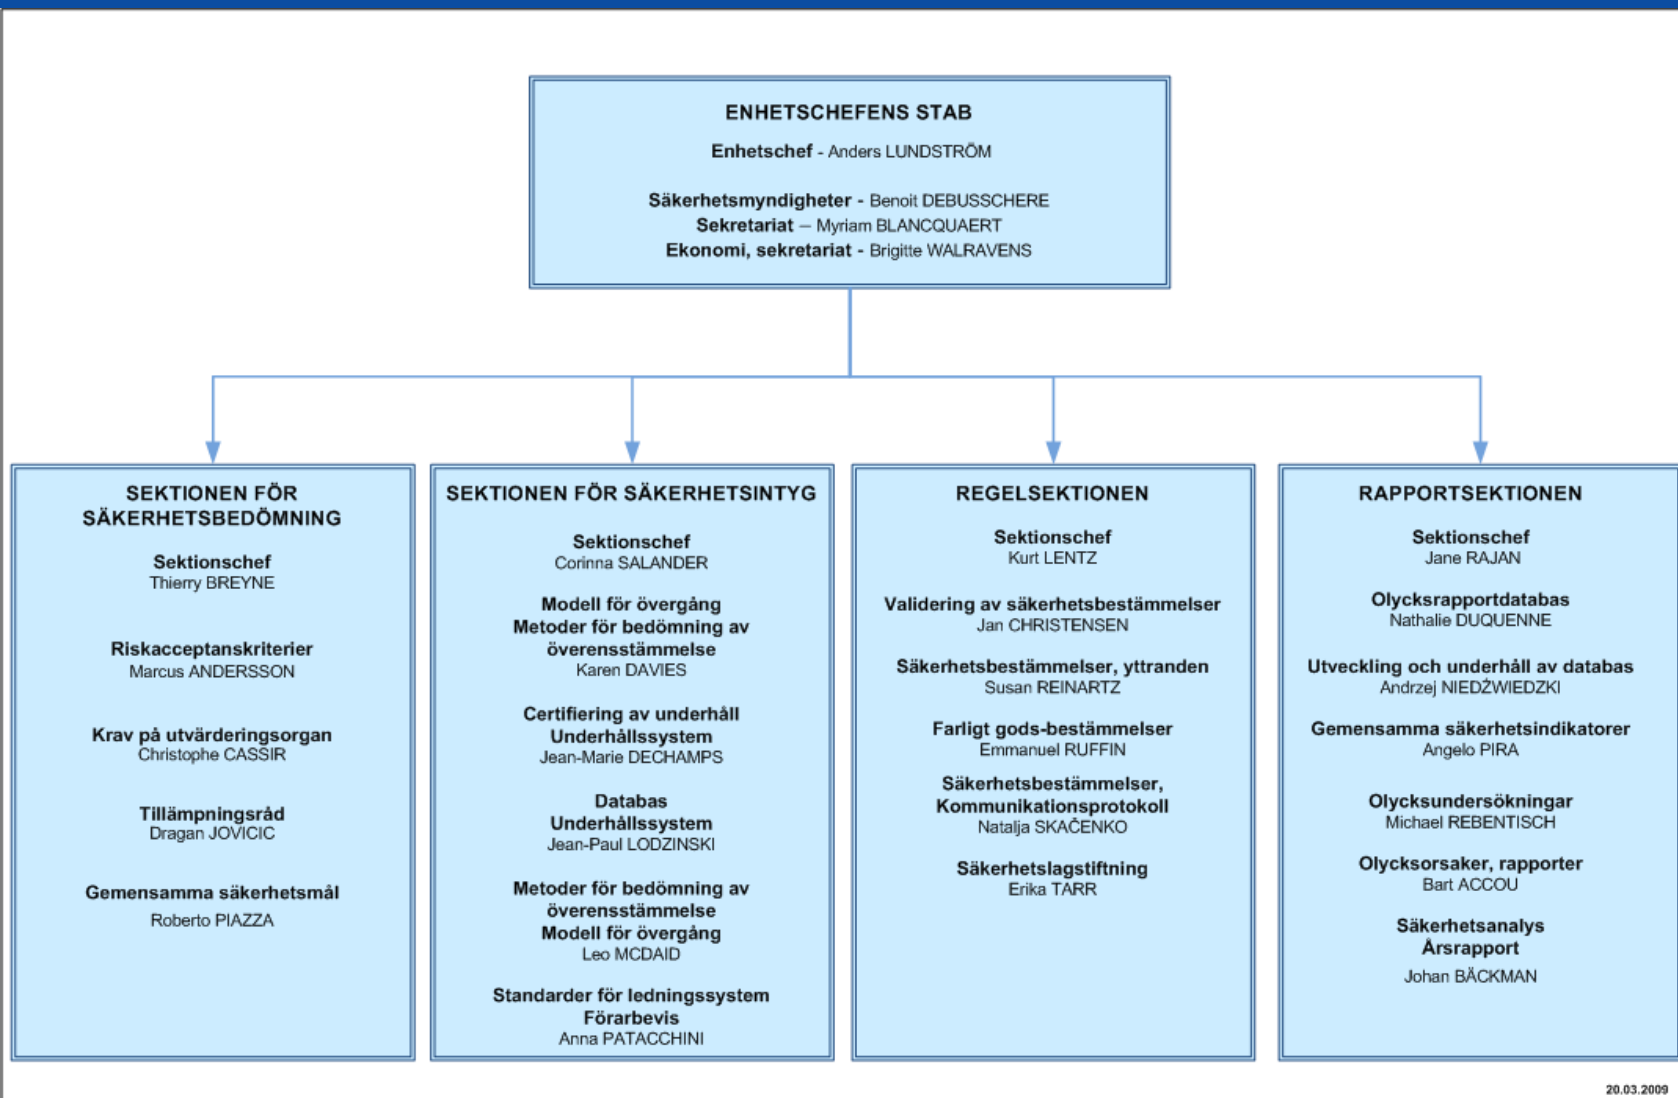 ENHETSCHEFENS STAB
Enhetschef - Anders LUNDSTRÖM
Säkerhetsmyndigheter - Benoit DEBUSSCHERE
Sekretariat – Myriam BLANCQUAERT
Ekonomi, sekretariat - Brigitte WALRAVENS
SEKTIONEN FÖR
SÄKERHETSBEDÖMNING
Sektionschef
Thierry BREYNE
Riskacceptanskriterier
Marcus ANDERSSON
Krav på utvärderingsorgan
Christophe CASSIR
Tillämpningsråd
Dragan JOVICIC
Gemensamma säkerhetsmål
Roberto PIAZZA
SEKTIONEN FÖR SÄKERHETSINTYG
Sektionschef
Corinna SALANDER
Modell för övergång
Metoder för bedömning av
överensstämmelse
Karen DAVIES
Certifiering av underhåll
Underhållssystem
Jean-Marie DECHAMPS
Databas
Underhållssystem
Jean-Paul LODZINSKI
Metoder för bedömning av
överensstämmelse
Modell för övergång
Leo MCDAID
Standarder för ledningssystem
Förarbevis
Anna PATACCHINI
REGELSEKTIONEN
Sektionschef
Kurt LENTZ
Validering av säkerhetsbestämmelser
Jan CHRISTENSEN
Säkerhetsbestämmelser, yttranden
Susan REINARTZ
Farligt gods-bestämmelser
Emmanuel RUFFIN
Säkerhetsbestämmelser,
Kommunikationsprotokoll
Natalja SKAČENKO
Säkerhetslagstiftning
Erika TARR
RAPPORTSEKTIONEN
Sektionschef
Jane RAJAN
Olycksrapportdatabas
Nathalie DUQUENNE
Utveckling och underhåll av databas
Andrzej NIEDŹWIEDZKI
Gemensamma säkerhetsindikatorer
Angelo PIRA
Olycksundersökningar
Michael REBENTISCH
Olycksorsaker, rapporter
Bart ACCOU
Säkerhetsanalys
Årsrapport
Johan BÄCKMAN
20.03.2009